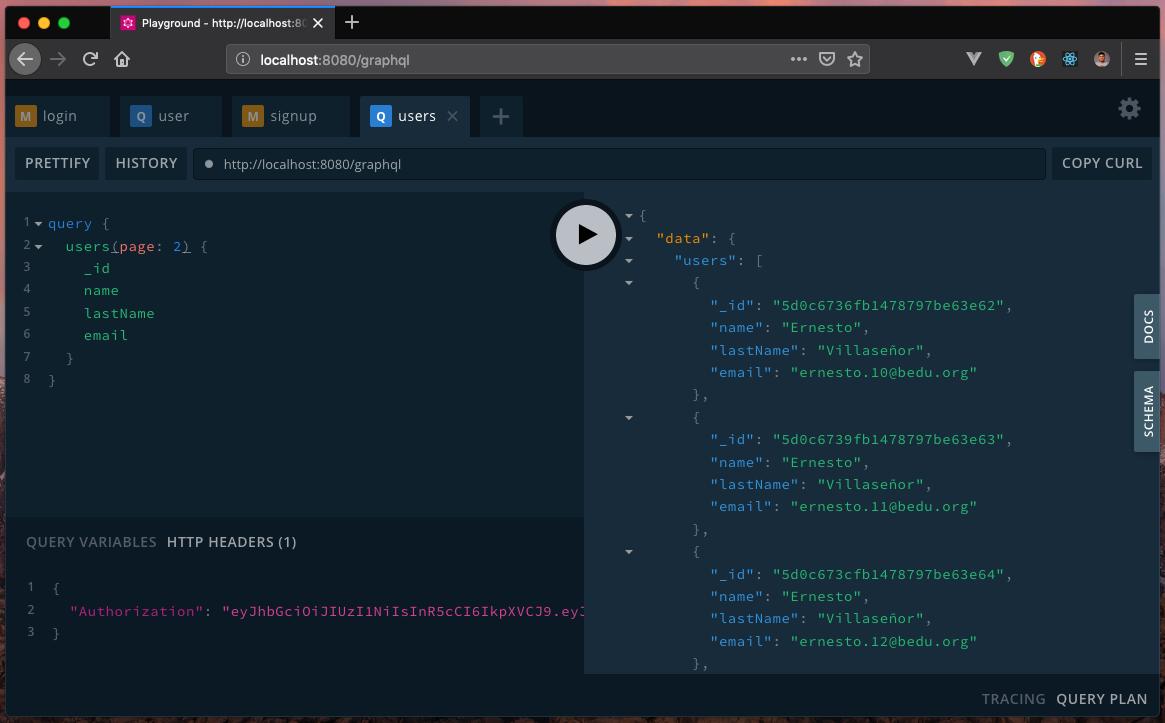 Playground - http://localhost:80
localhost:8080/graphql
M login
Q user
M signup
Q users
PRETTIFY
HISTORY
http://localhost:8080/graphql
COPY CURL
1 query {
2 users(page: 2) {
3 _id
4 name
5 lastName
6 email
7 }
8 }
QUERY VARIABLES HTTP HEADERS (1)
1 {
2 "Authorization": "eyJhbGciOiJIUzI1NiIsInR5cCI6IkpXVCJ9.eyJ
3 }
{
"data": {
"users": [
{
"_id": "5d0c6736fb1478797be63e62",
"name": "Ernesto",
"lastName": "Villaseñor",
"email": "ernesto.10@bedu.org"
},
{
"_id": "5d0c6739fb1478797be63e63",
"name": "Ernesto",
"lastName": "Villaseñor",
"email": "ernesto.11@bedu.org"
},
{
"_id": "5d0c673cfb1478797be63e64",
"name": "Ernesto",
"lastName": "Villaseñor",
"email": "ernesto.12@bedu.org"
},
DOCS
SCHEMA
TRACING QUERY PLAN